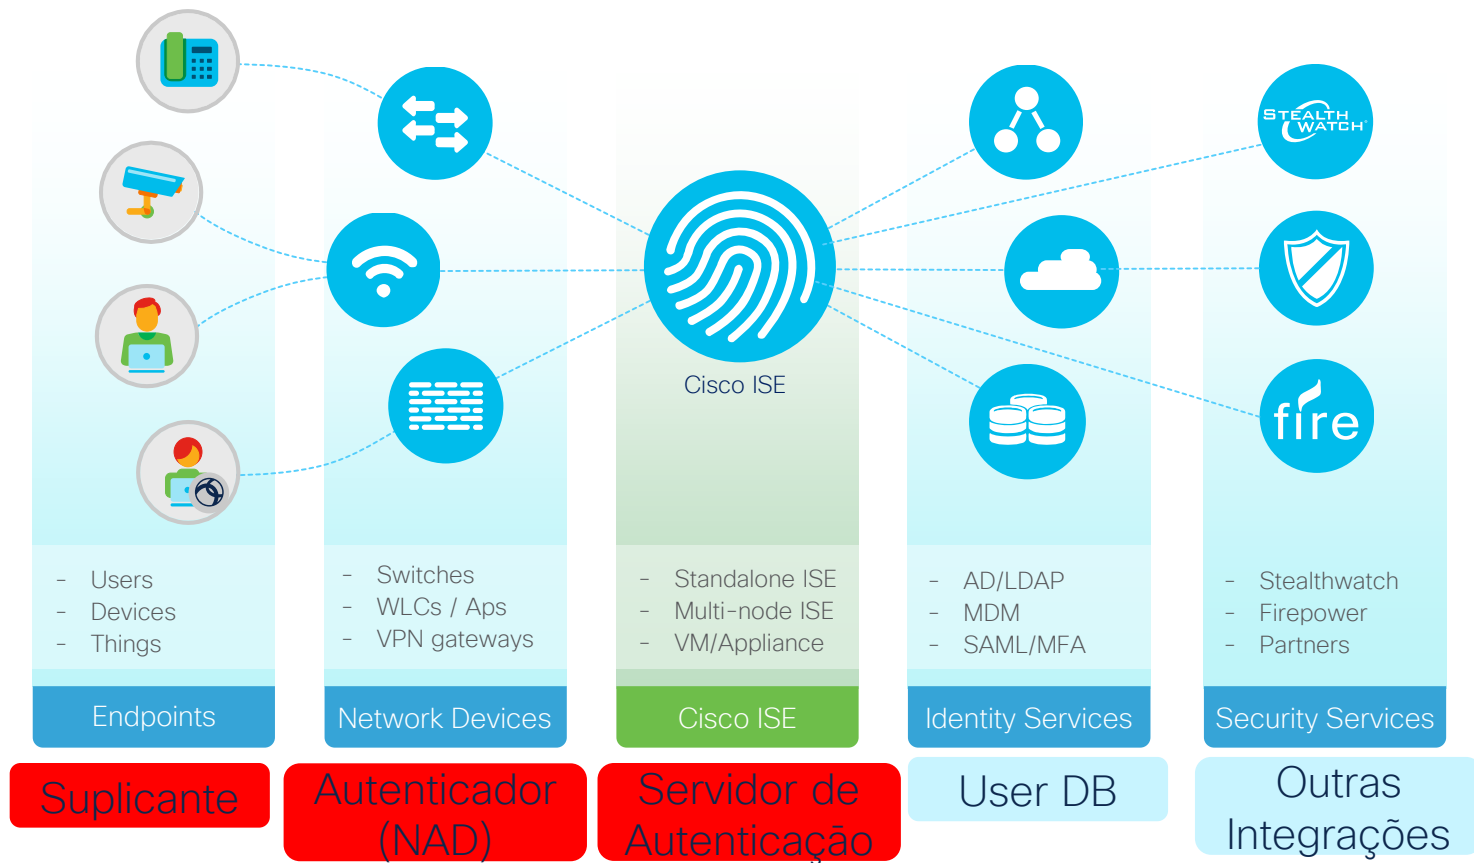 STEALTH
WATCH
Cisco ISE
fire
- Users
- Devices
- Things
- Switches
- WLCs / Aps
- VPN gateways
- Standalone ISE
- Multi-node ISE
- VM/Appliance
- AD/LDAP
- MDM
- SAML/MFA
- Stealthwatch
- Firepower
- Partners
Endpoints
Network Devices
Cisco ISE
Identity Services
Security Services
Suplicante
Autenticador
(NAD)
Servidor de
Autenticação
User DB
Outras
Integrações